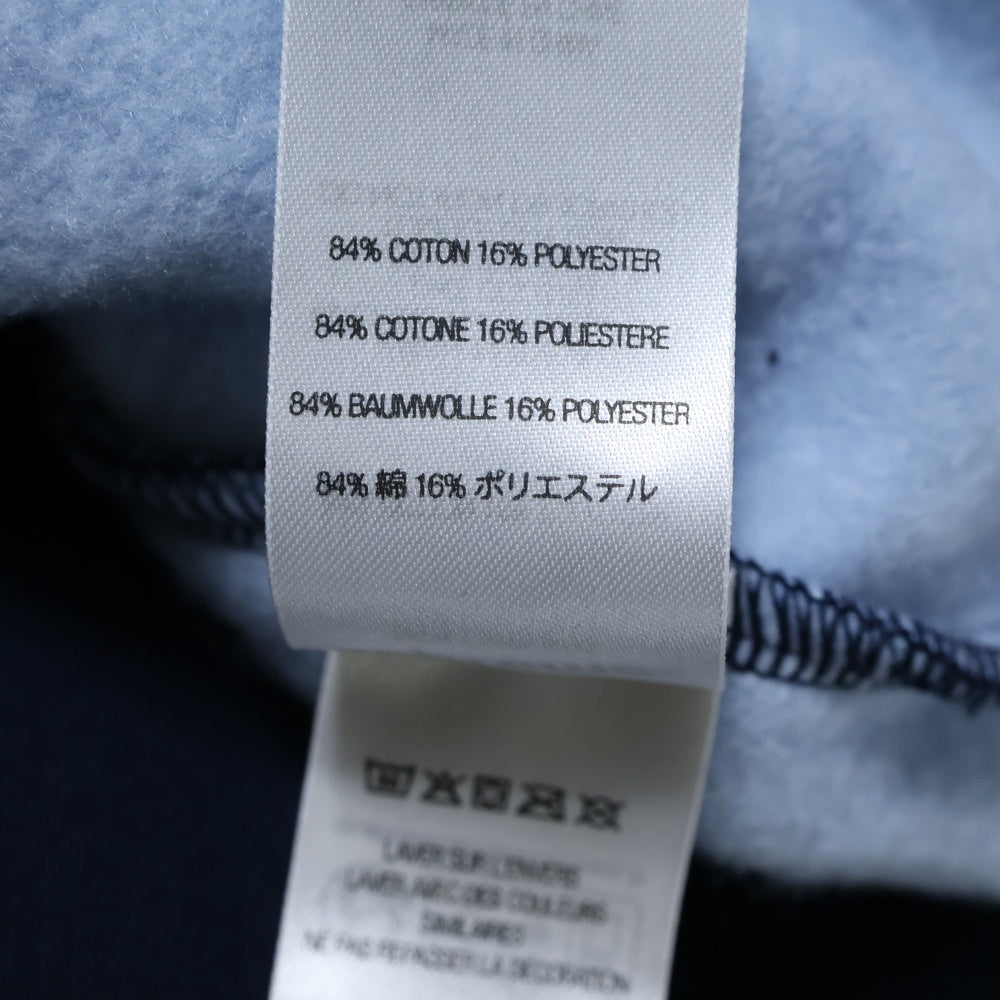 84% COTON 16% POLYESTER
84% COTONE 16% POLIESTERE
84% BAUMWOLLE 16% POLYESTER
84% 綿 16% ポリエステル
LAVER SUR L'ENVERS
LAVER AVEC DES COULEURS
SIMILAIRES
NE PAS REPASSER LA DECORATION